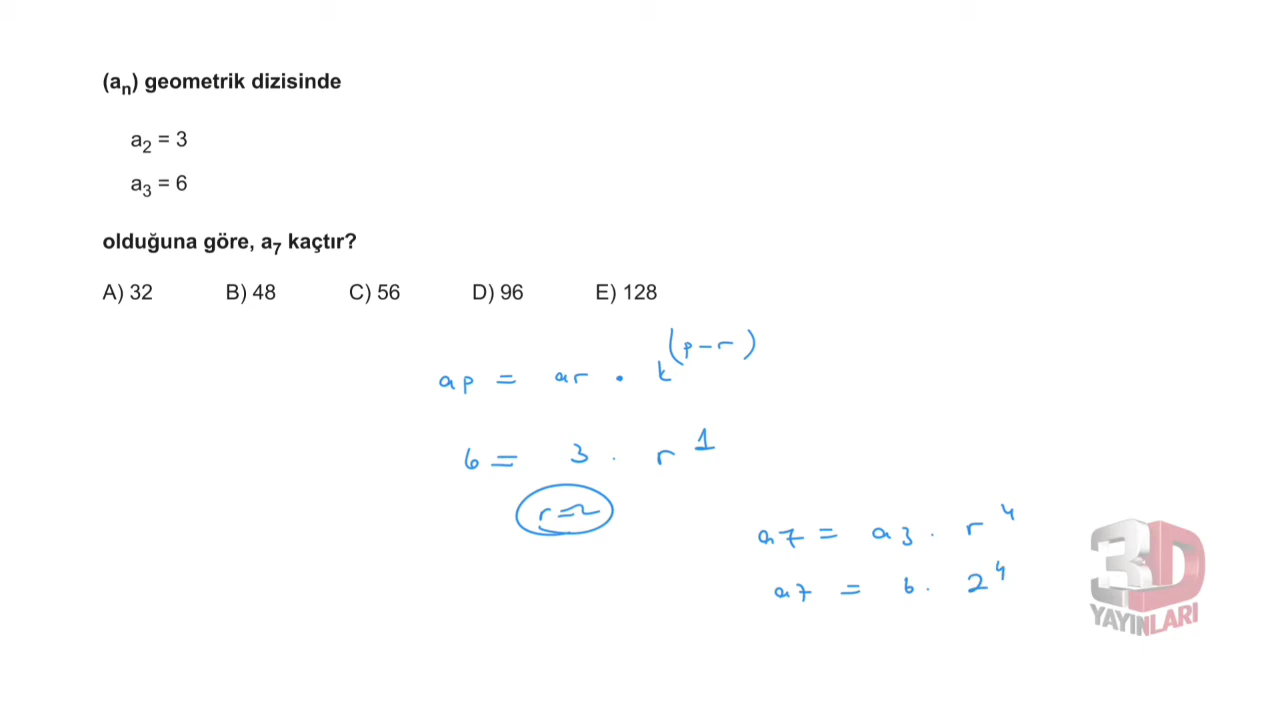 (aₙ) geometrik dizisinde
a₂ = 3
a₃ = 6
olduğuna göre, a₇ kaçtır?
A) 32 B) 48 C) 56 D) 96 E) 128
ap = ar . k^(p-r)
6 = 3 . r^1
r=2
a7 = a3 . r^4
a7 = 6 . 2^4
3D
YAYINLARI